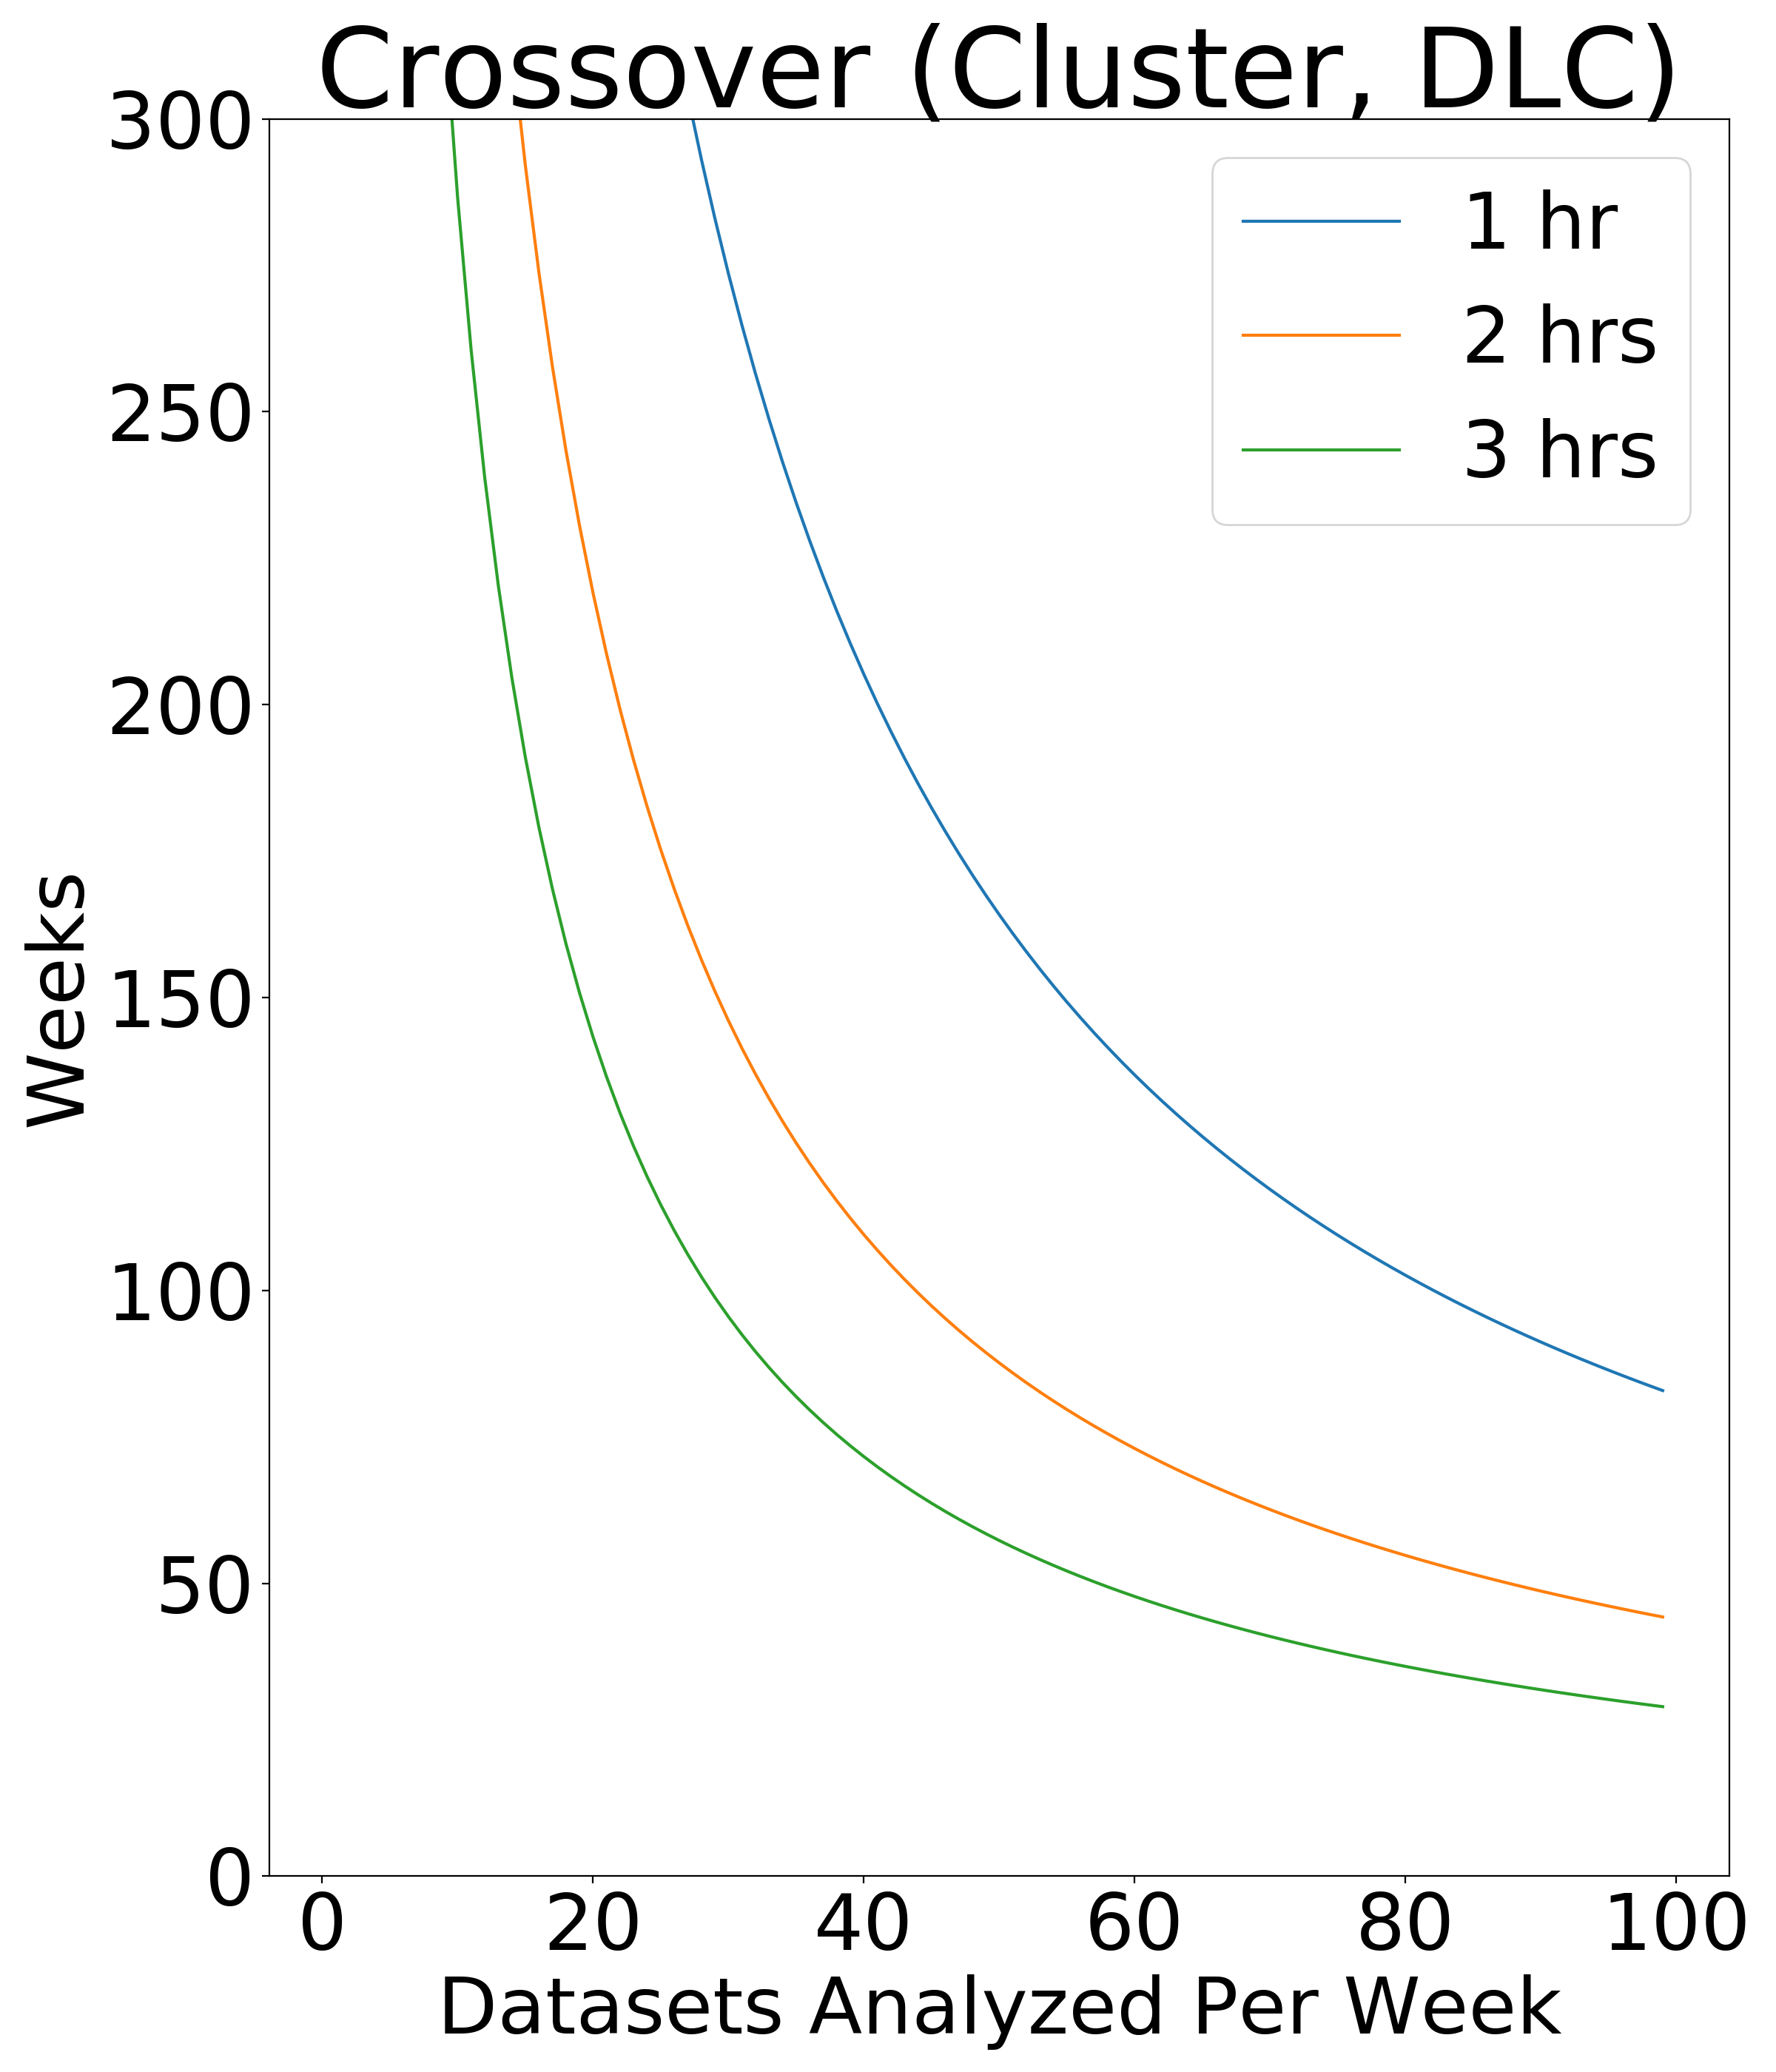 Crossover (Cluster, DLC)
1 hr
2 hrs
3 hrs
300
250
200
150
100
50
0
Weeks
0 20 40 60 80 100
Datasets Analyzed Per Week